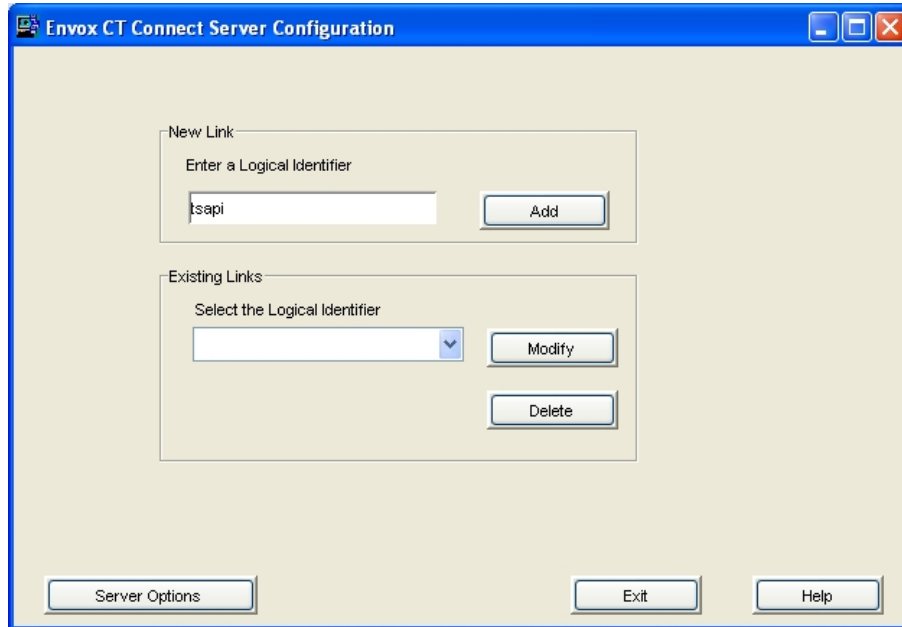 Envox CT Connect Server Configuration
New Link
Enter a Logical Identifier
tsapi
Add
Existing Links
Select the Logical Identifier
Modify
Delete
Server Options
Exit
Help